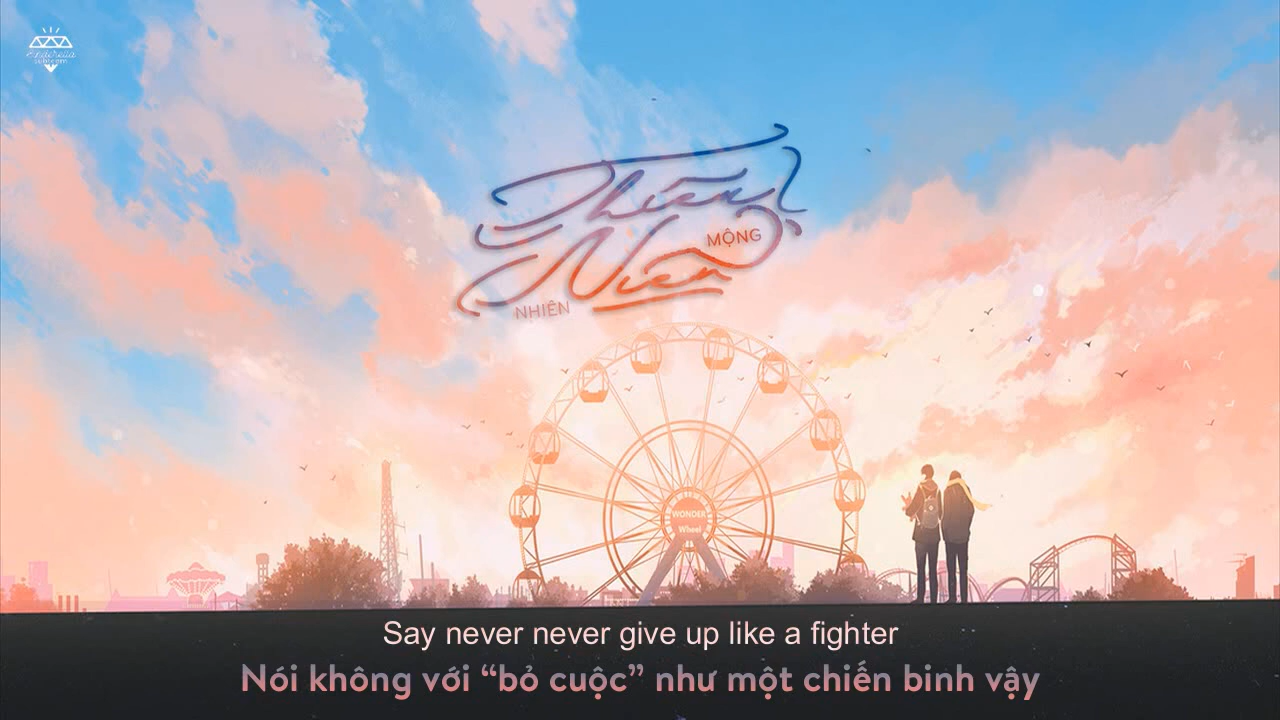 Thiếu
MỘNG
Niên
NHIÊN
WONDER
Wheel
Say never never give up like a fighter
Nói không với “bỏ cuộc” như một chiến binh vậy